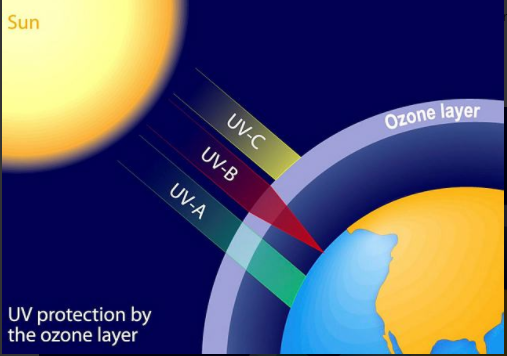 Sun
Ozone layer
UV-C
UV-B
UV-A
UV protection by
the ozone layer